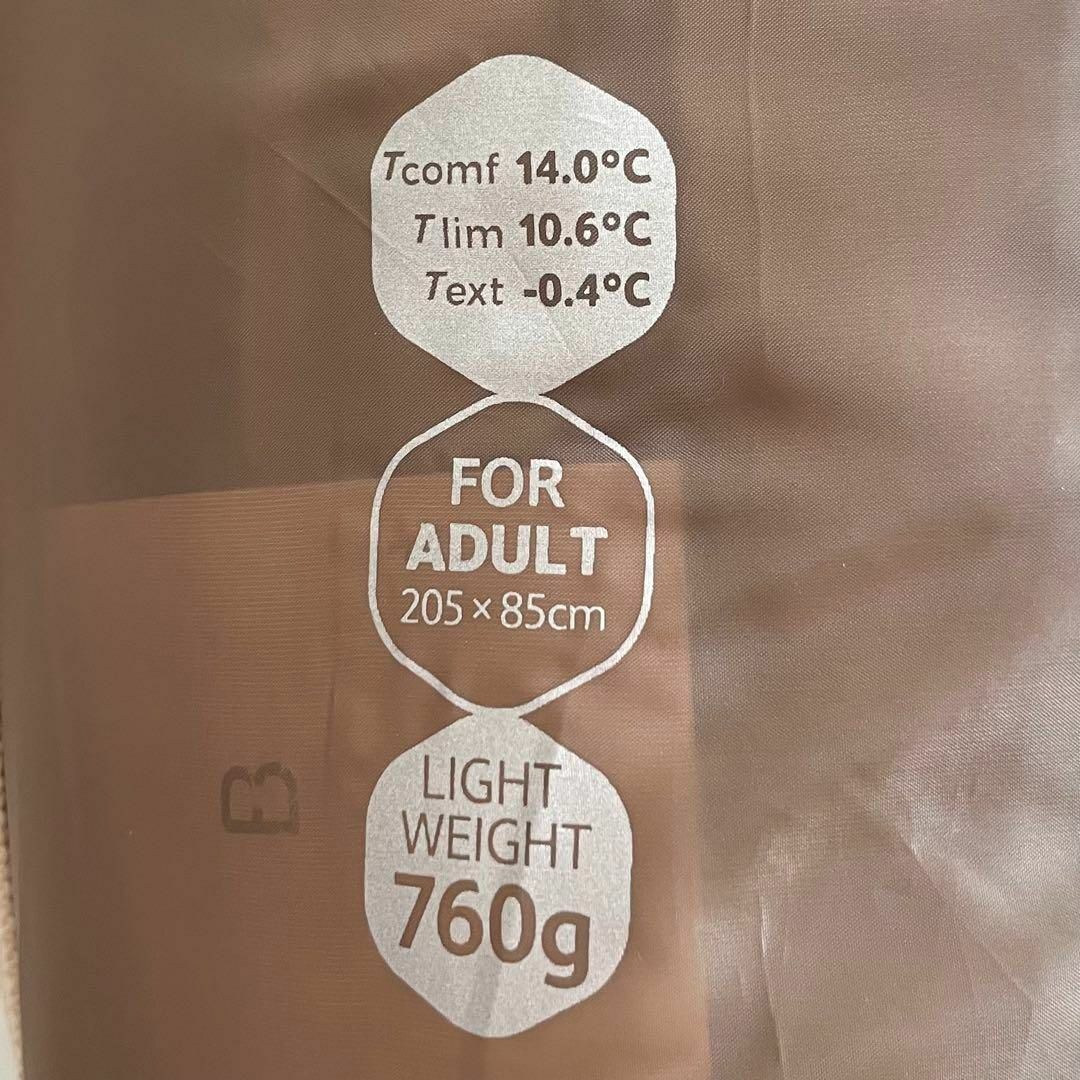 Tcomf 14.0°C
Tlim 10.6°C
Text -0.4°C
FOR
ADULT
205×85cm
LIGHT
WEIGHT
760g
B